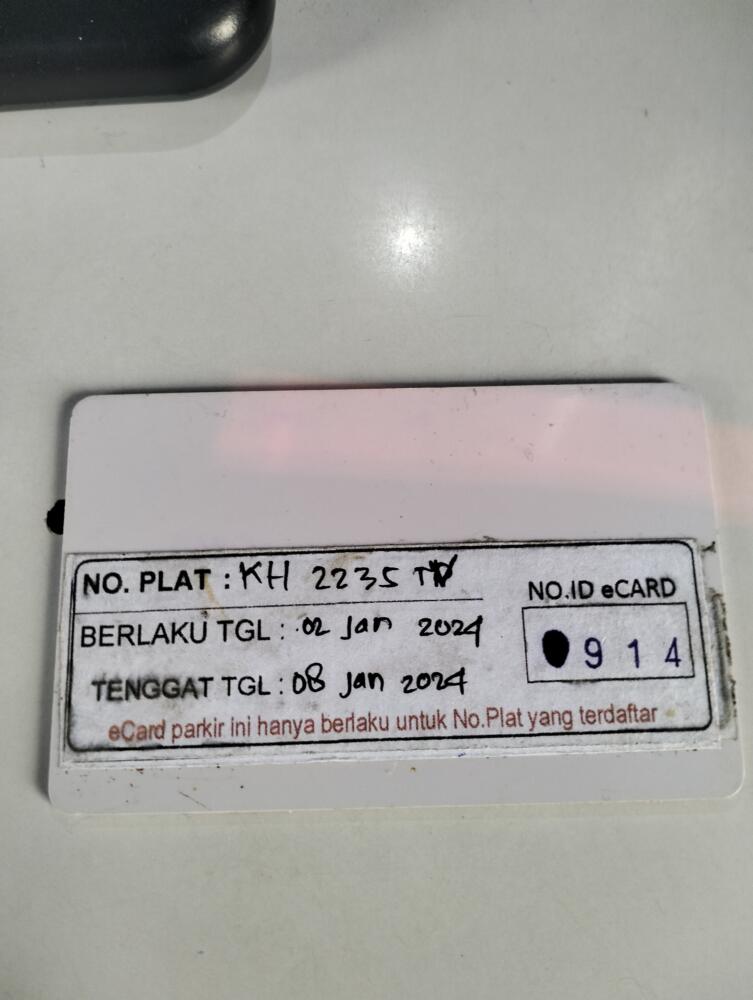 NO. PLAT : KH 2235
BERLAKU TGL : 02 Jan 2024
TENGGAT TGL : 08 Jan 2024
eCard parkir ini hanya berlaku untuk No.Plat yang terdaftar
NO.ID eCARD
914